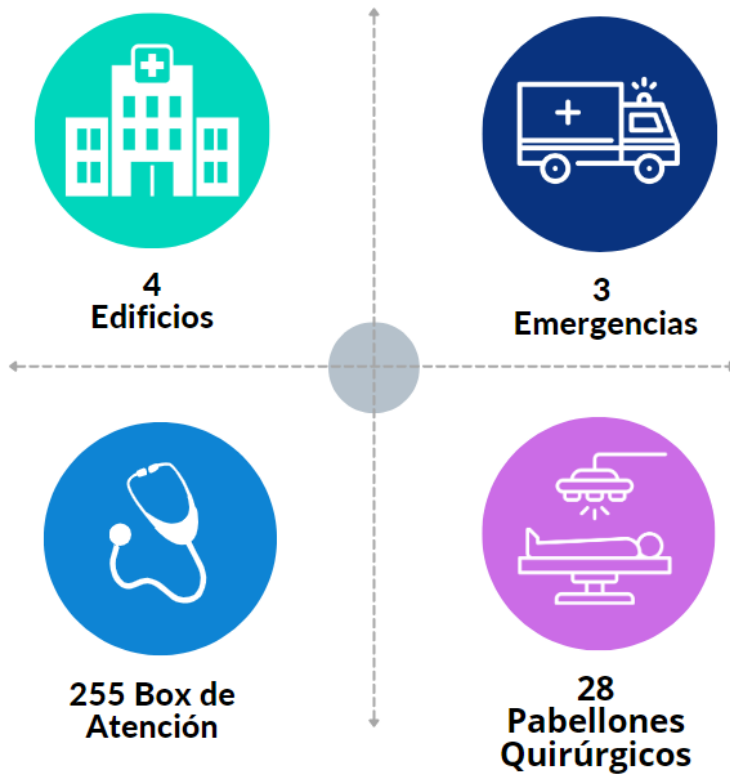 4
Edificios
3
Emergencias
255 Box de
Atención
28
Pabellones
Quirúrgicos